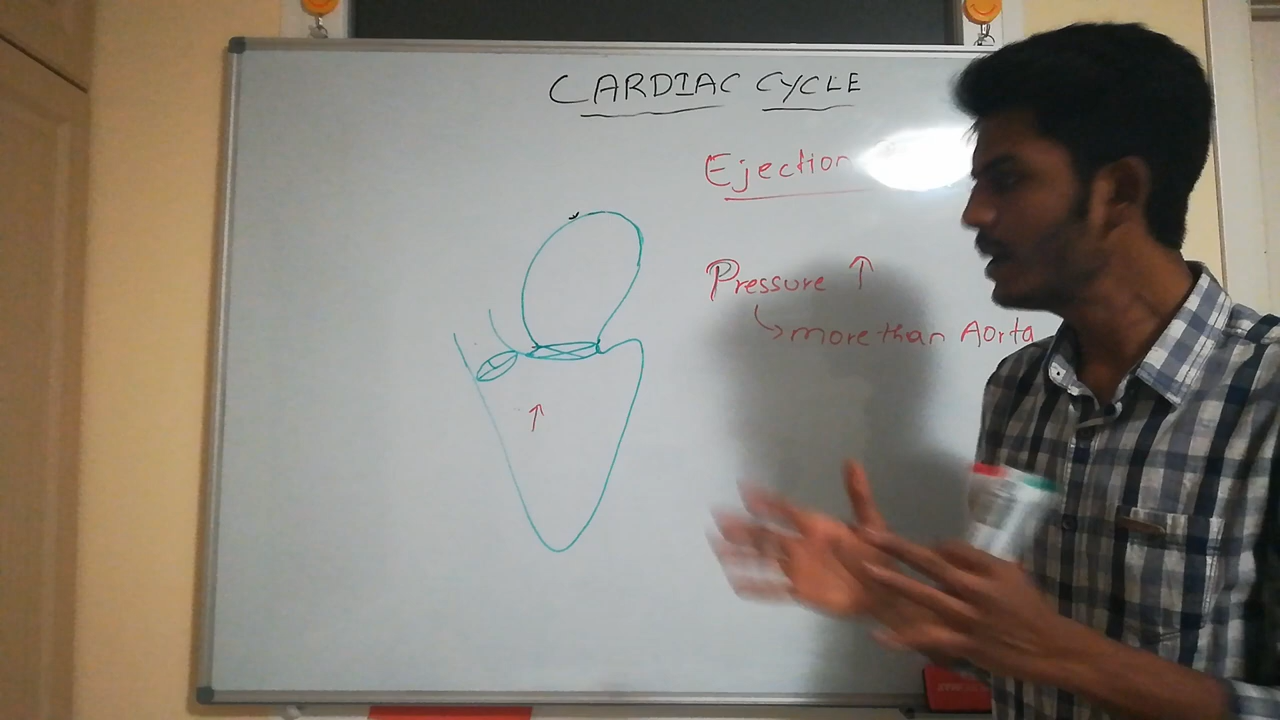 CARDIAC CYCLE
Ejection
Pressure ↑
↳ more than Aorta